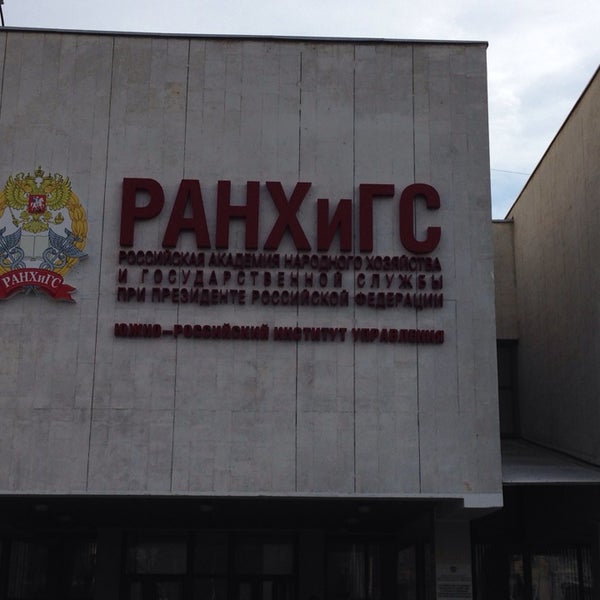 РАНХиГС
РАНХиГС
РОССИЙСКАЯ АКАДЕМИЯ НАРОДНОГО ХОЗЯЙСТВА
И ГОСУДАРСТВЕННОЙ СЛУЖБЫ
ПРИ ПРЕЗИДЕНТЕ РОССИЙСКОЙ ФЕДЕРАЦИИ
ЮЖНО-РОССИЙСКИЙ ИНСТИТУТ УПРАВЛЕНИЯ